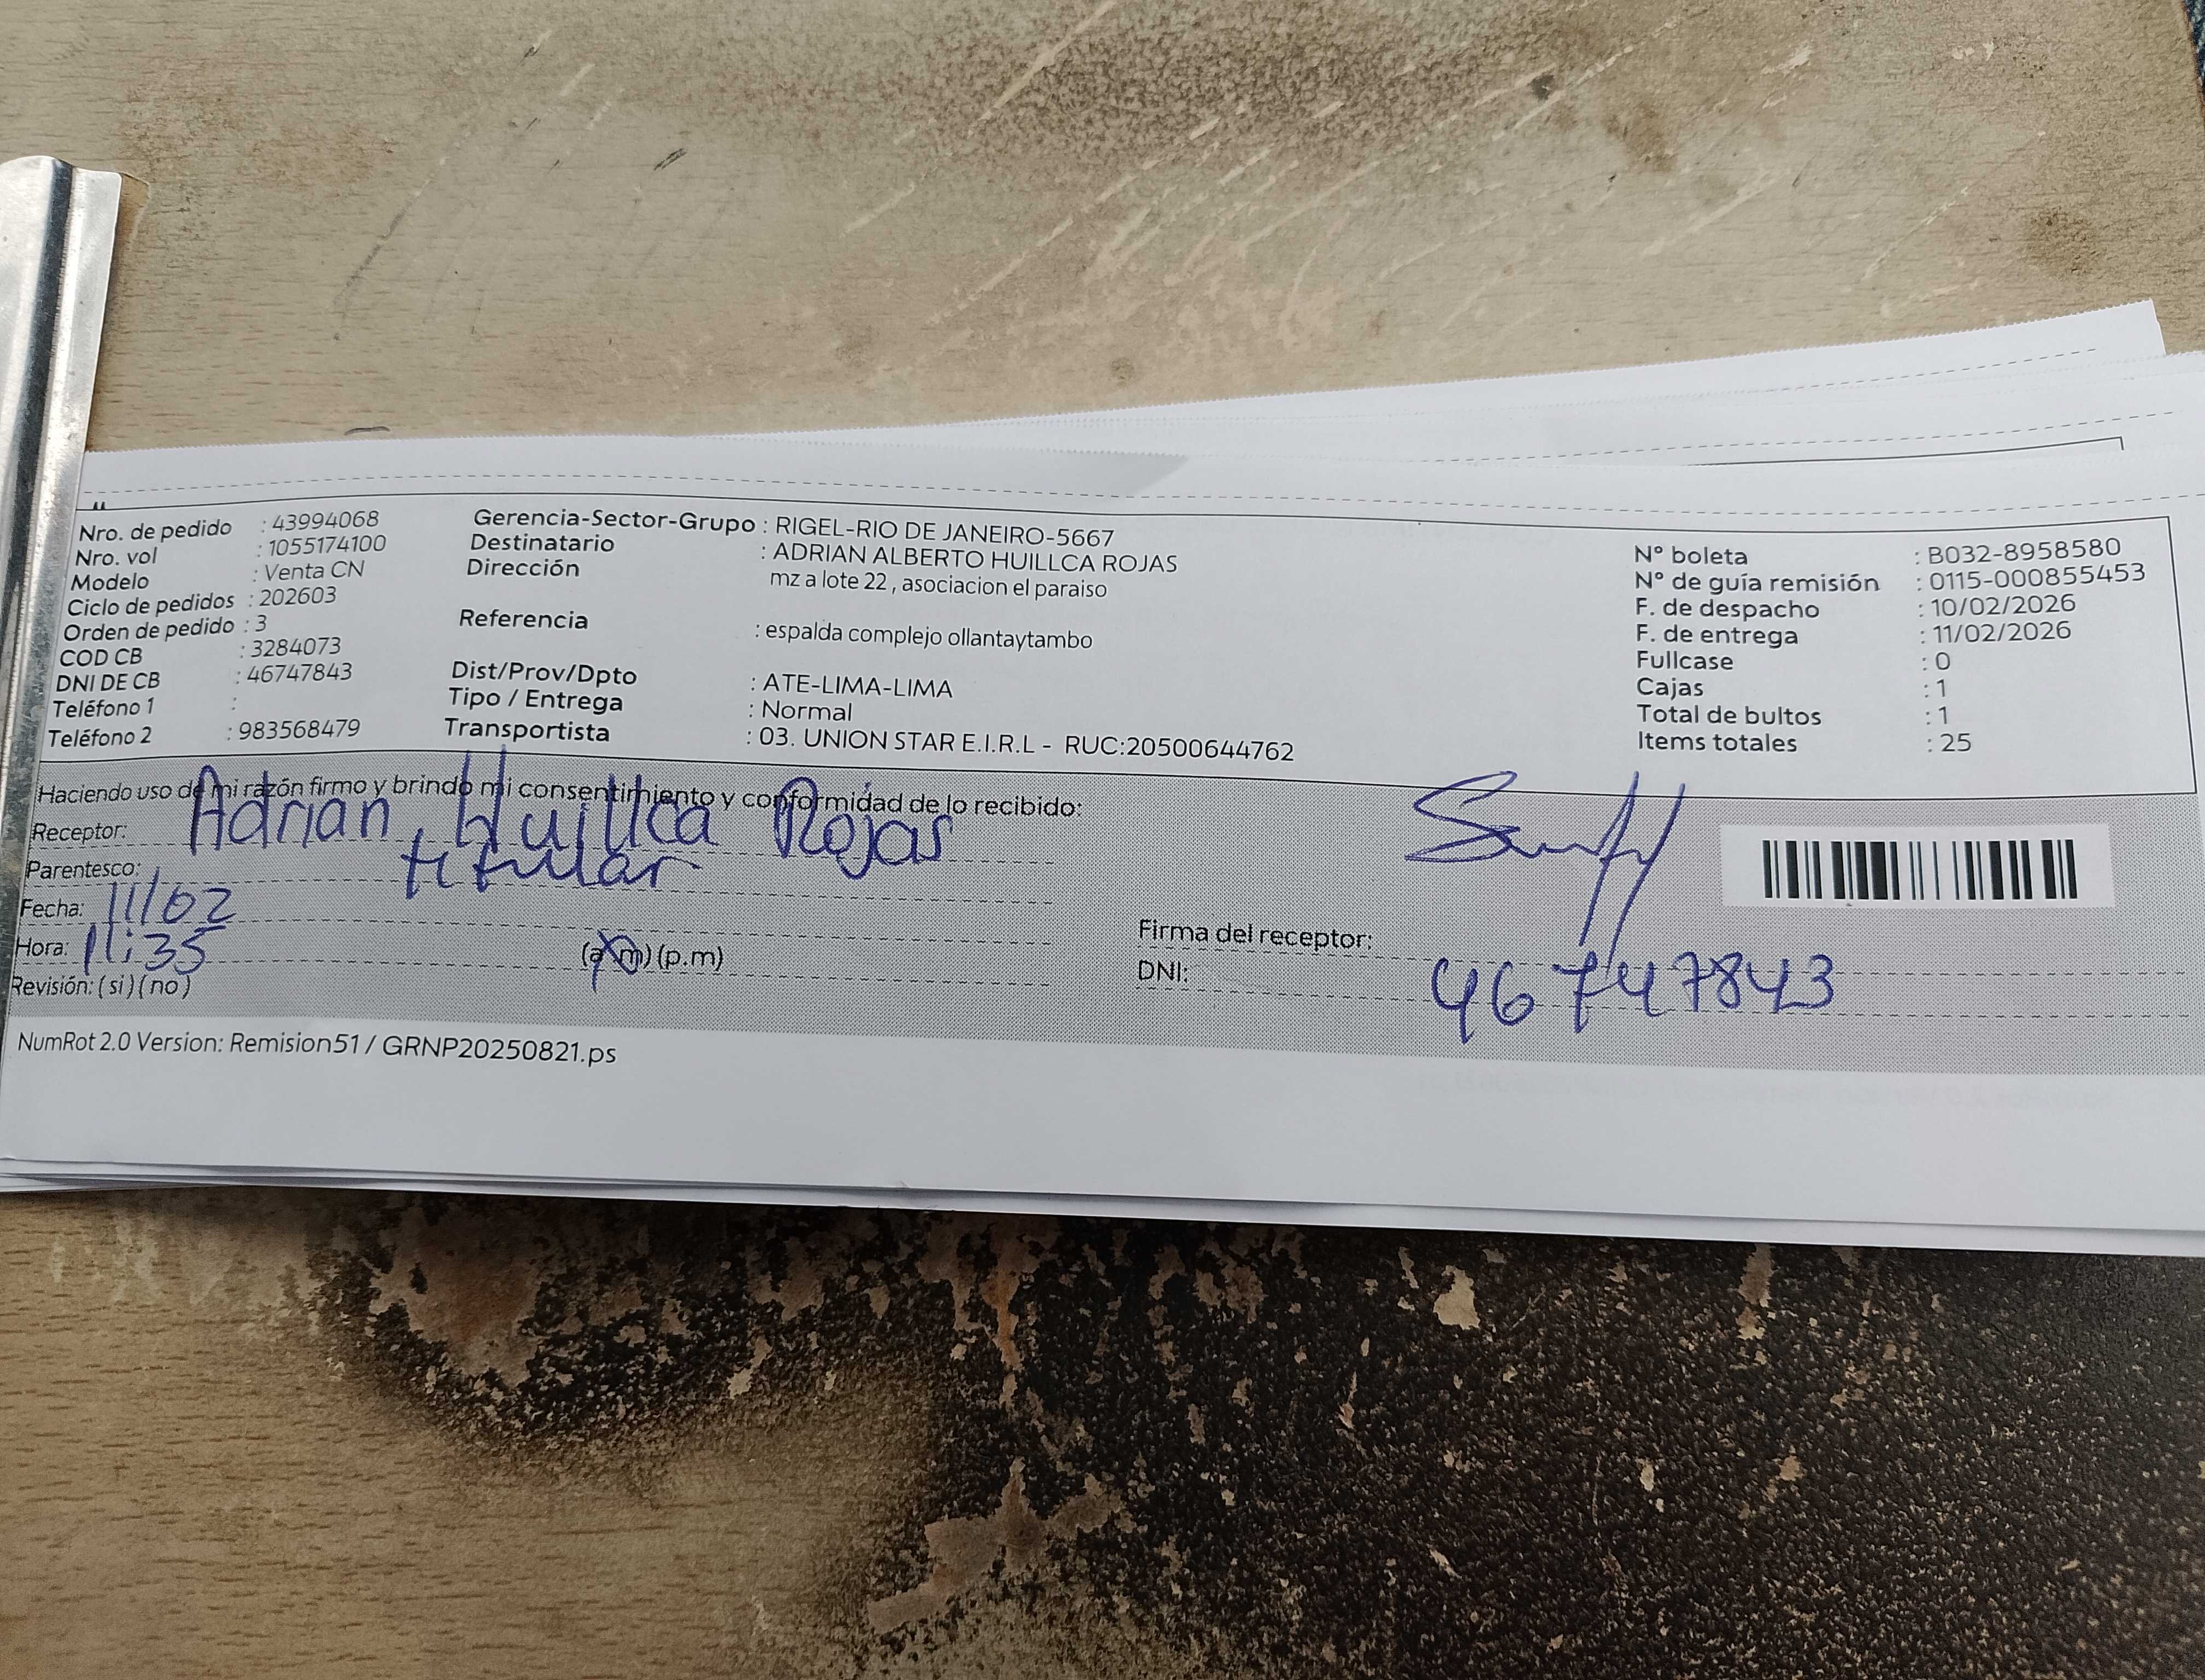 Nro. de pedido : 43994068
Nro. vol : 1055174100
Modelo : Venta CN
Ciclo de pedidos : 202603
Orden de pedido : 3
COD CB : 3284073
DNI DE CB : 46747843
Teléfono 1 :
Teléfono 2 : 983568479
Gerencia-Sector-Grupo : RIGEL-RIO DE JANEIRO-5667
Destinatario : ADRIAN ALBERTO HUILLCA ROJAS
Dirección mz a lote 22 , asociacion el paraiso
Referencia : espalda complejo ollantaytambo
Dist/Prov/Dpto : ATE-LIMA-LIMA
Tipo / Entrega : Normal
Transportista : 03. UNION STAR E.I.R.L - RUC:20500644762
N° boleta : B032-8958580
N° de guía remisión : 0115-000855453
F. de despacho : 10/02/2026
F. de entrega : 11/02/2026
Fullcase : 0
Cajas : 1
Total de bultos : 1
Items totales : 25
Haciendo uso de mi razón firmo y brindo mi consentimiento y conformidad de lo recibido:
Receptor: Adrian Huillca Rojas
Parentesco: titular
Fecha: 11/02
Hora: 11:35 (a.m) (p.m)
Revisión: (si) (no)
Firma del receptor:
DNI: 46747843
NumRot 2.0 Version: Remision51 / GRNP20250821.ps